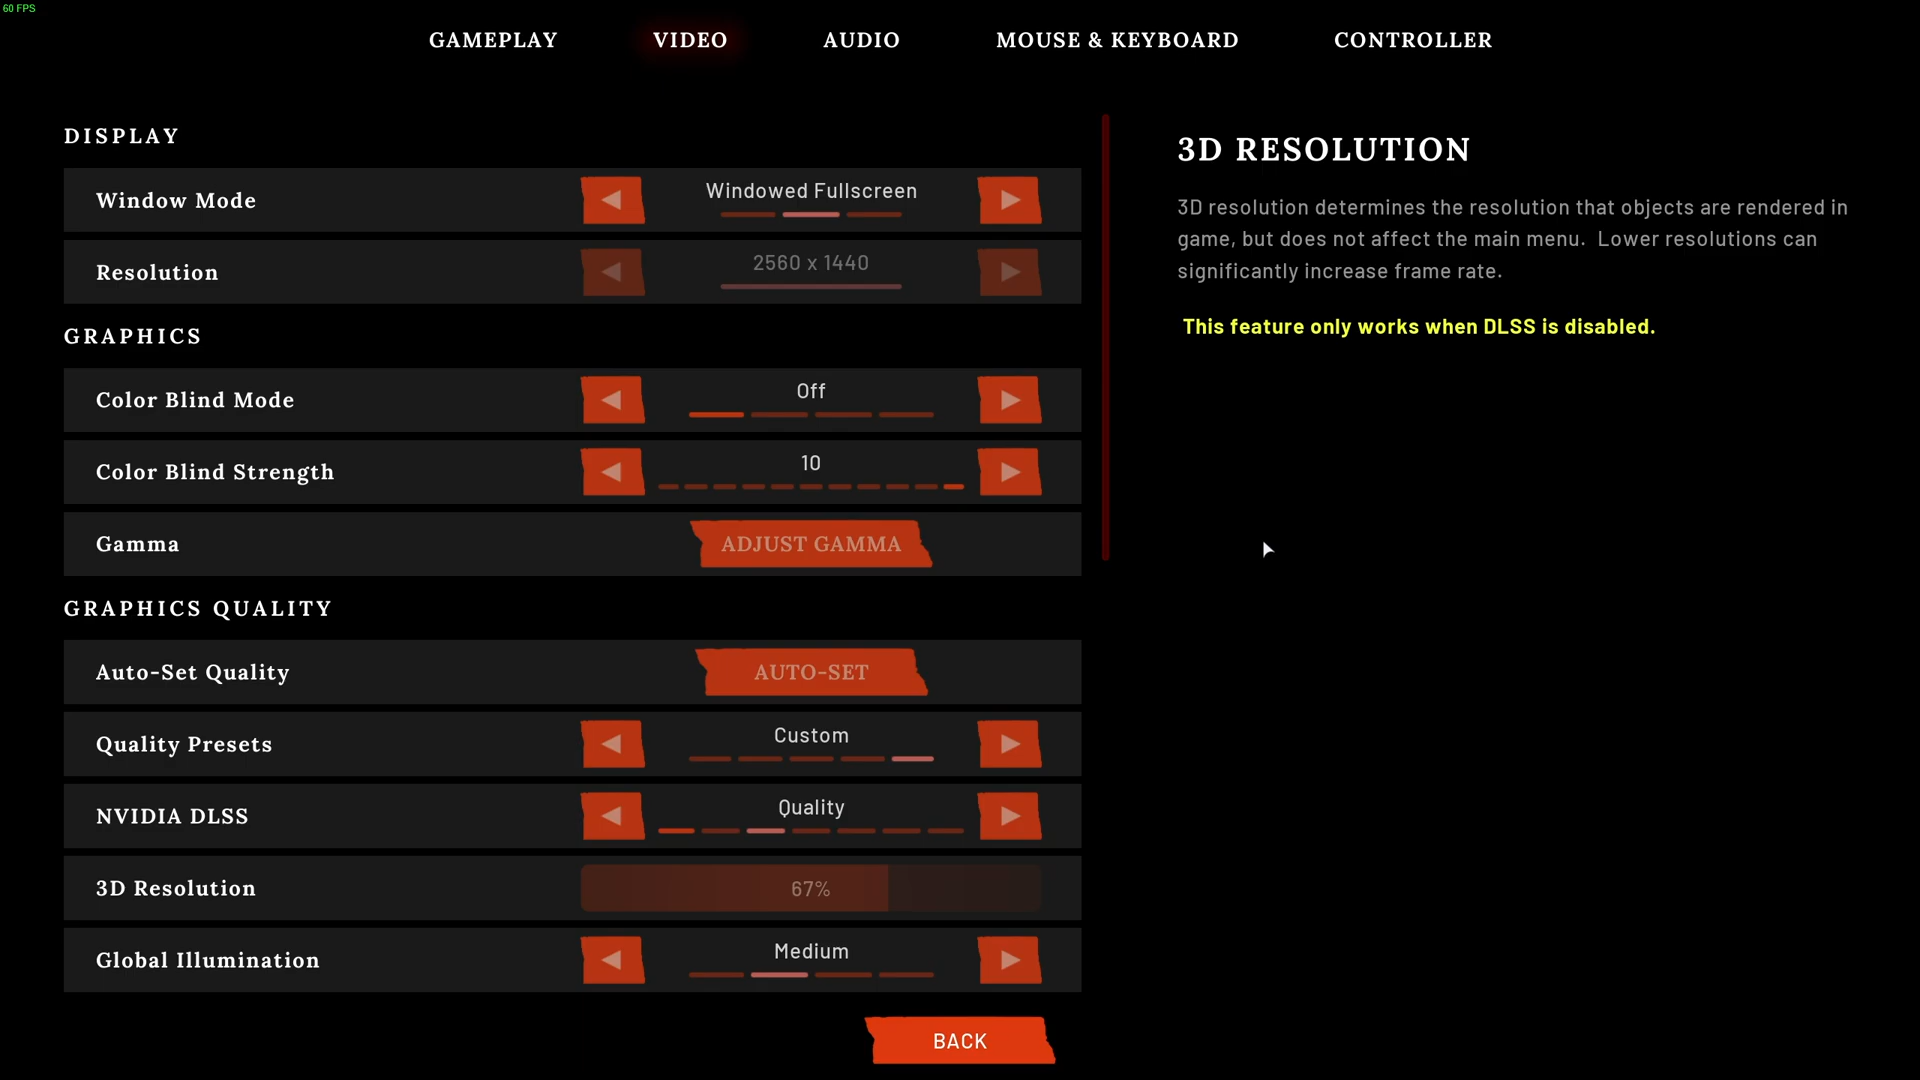 60 FPS
GAMEPLAY VIDEO AUDIO MOUSE & KEYBOARD CONTROLLER
DISPLAY
Window Mode Windowed Fullscreen
Resolution 2560 x 1440
GRAPHICS
Color Blind Mode Off
Color Blind Strength 10
Gamma ADJUST GAMMA
GRAPHICS QUALITY
Auto-Set Quality AUTO-SET
Quality Presets Custom
NVIDIA DLSS Quality
3D Resolution 67%
Global Illumination Medium
BACK
3D RESOLUTION
3D resolution determines the resolution that objects are rendered in
game, but does not affect the main menu. Lower resolutions can
significantly increase frame rate.
This feature only works when DLSS is disabled.